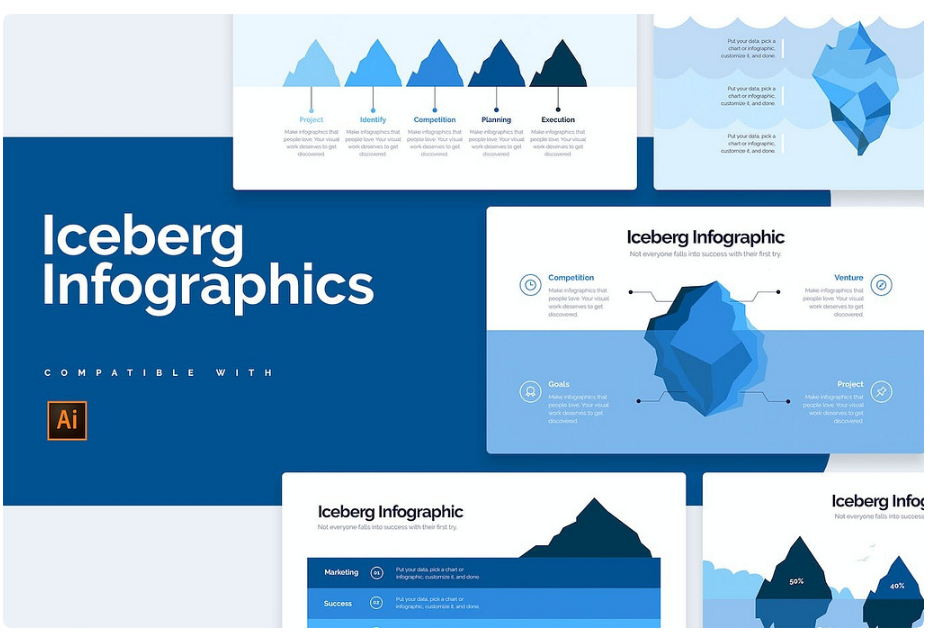 Iceberg
Infographics
COMPATIBLE WITH
Ai
Project
Make infographics that
people love. Your visual
work deserves to get
discovered.
Identify
Make infographics that
people love. Your visual
work deserves to get
discovered.
Competition
Make infographics that
people love. Your visual
work deserves to get
discovered.
Planning
Make infographics that
people love. Your visual
work deserves to get
discovered.
Execution
Make infographics that
people love. Your visual
work deserves to get
discovered.
Put your data, pick a
chart or infographic,
customize it, and done.
Put your data, pick a
chart or infographic,
customize it, and done.
Put your data, pick a
chart or infographic,
customize it, and done.
Iceberg Infographic
Not everyone falls into success with their first try.
Competition
Make infographics that
people love. Your visual
work deserves to get
discovered.
Venture
Make infographics that
people love. Your visual
work deserves to get
discovered.
Goals
Make infographics that
people love. Your visual
work deserves to get
discovered.
Project
Make infographics that
people love. Your visual
work deserves to get
discovered.
Iceberg Infographic
Not everyone falls into success with their first try.
Marketing
01
Put your data, pick a chart or
infographic, customize it, and done
Success
02
Put your data, pick a chart or
infographic, customize it, and done
Iceberg Infog
Not everyone falls into success
50%
40%